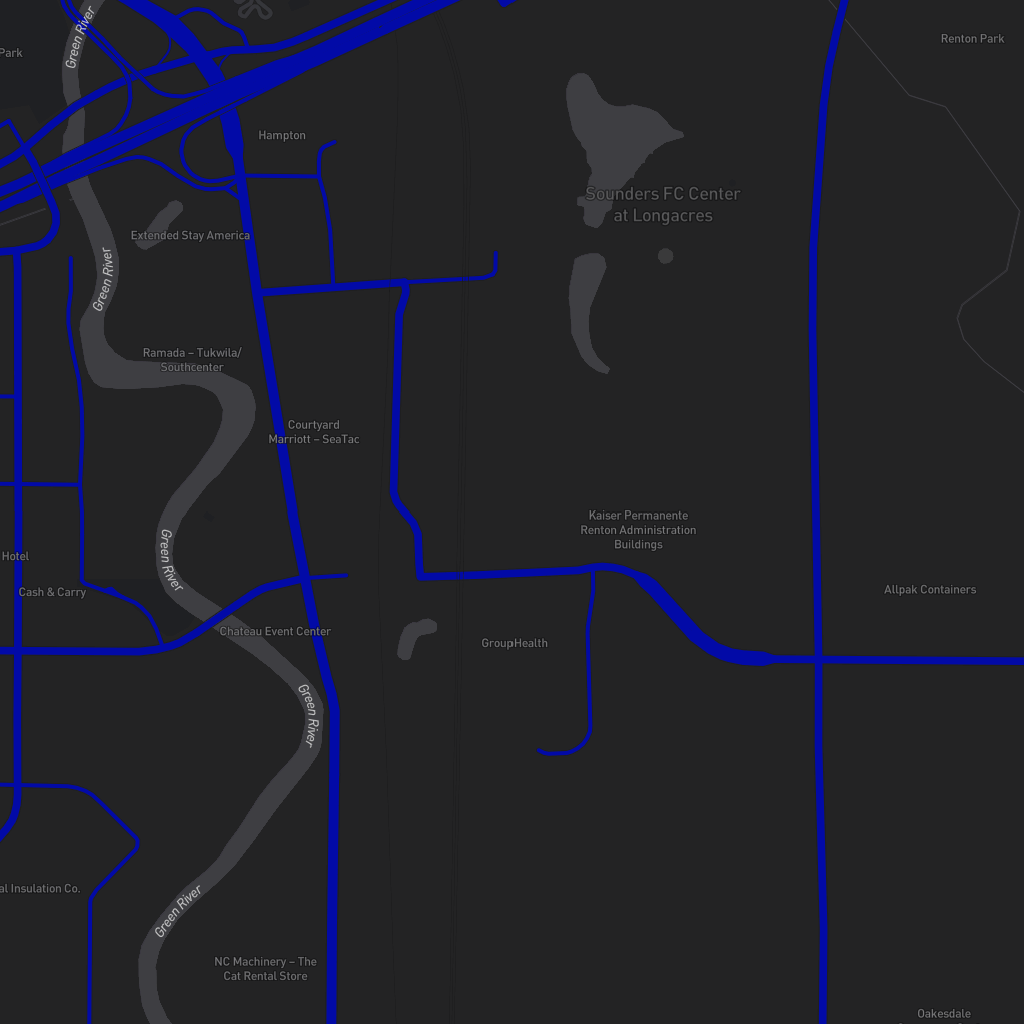 Green River
Park
Renton Park
Hampton
Sounders FC Center
at Longacres
Extended Stay America
Green River
Ramada – Tukwila/
Southcenter
Courtyard
Marriott – SeaTac
Kaiser Permanente
Renton Administration
Buildings
Green River
Hotel
Cash & Carry
Allpak Containers
Chateau Event Center
GroupHealth
Green River
al Insulation Co.
Green River
NC Machinery – The
Cat Rental Store
Oakesdale